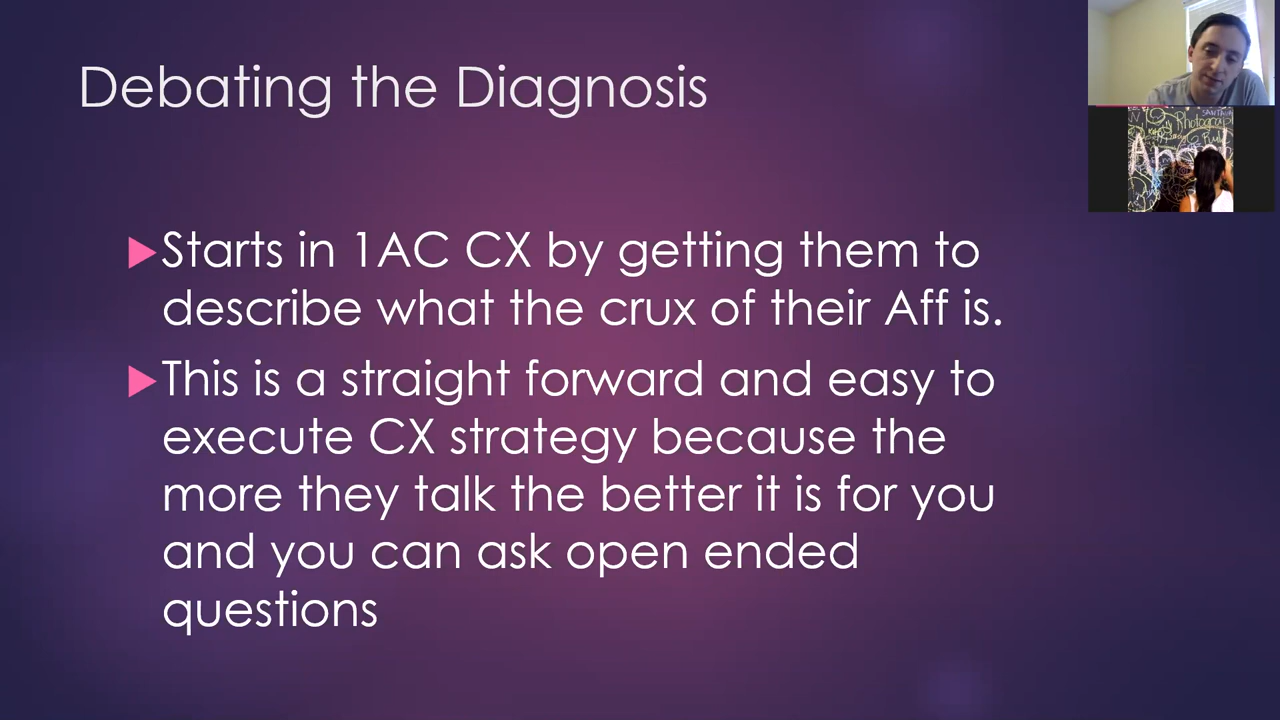 Debating the Diagnosis
Starts in 1AC CX by getting them to
describe what the crux of their Aff is.
This is a straight forward and easy to
execute CX strategy because the
more they talk the better it is for you
and you can ask open ended
questions
Photograph